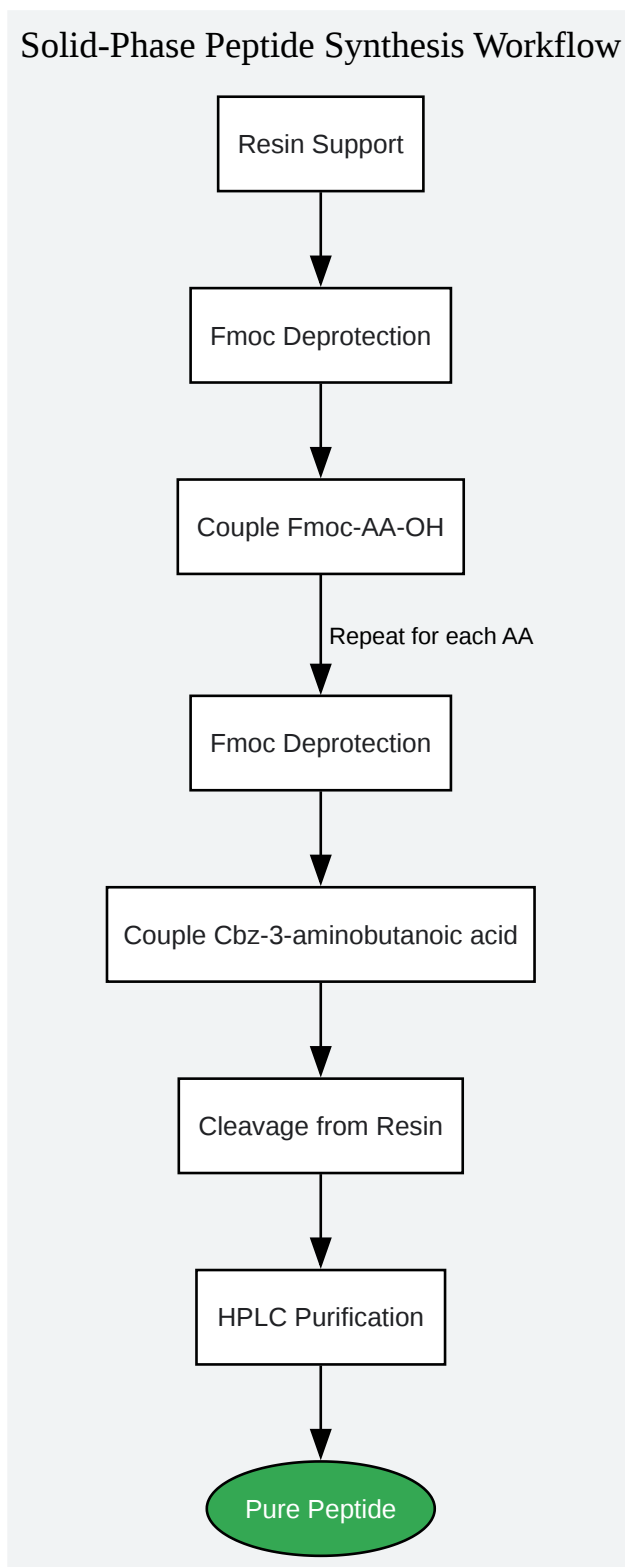 Solid-Phase Peptide Synthesis Workflow
Resin Support
Fmoc Deprotection
Couple Fmoc-AA-OH
Repeat for each AA
Fmoc Deprotection
Couple Cbz-3-aminobutanoic acid
Cleavage from Resin
HPLC Purification
Pure Peptide